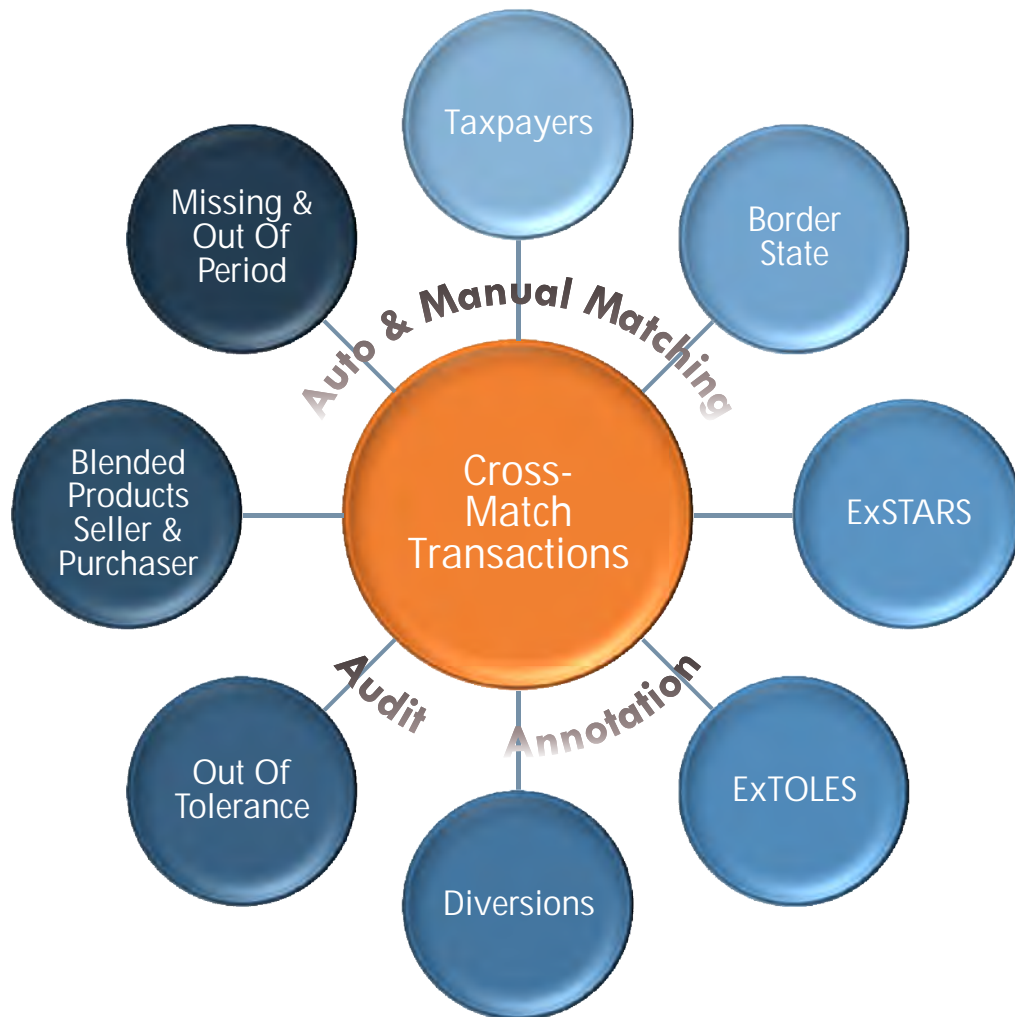 Taxpayers
Missing &
Out Of
Period
Border
State
Auto & Manual Matching
Blended
Products
Seller &
Purchaser
Cross-
Match
Transactions
ExSTARS
Audit
Annotation
Out Of
Tolerance
ExTOLES
Diversions